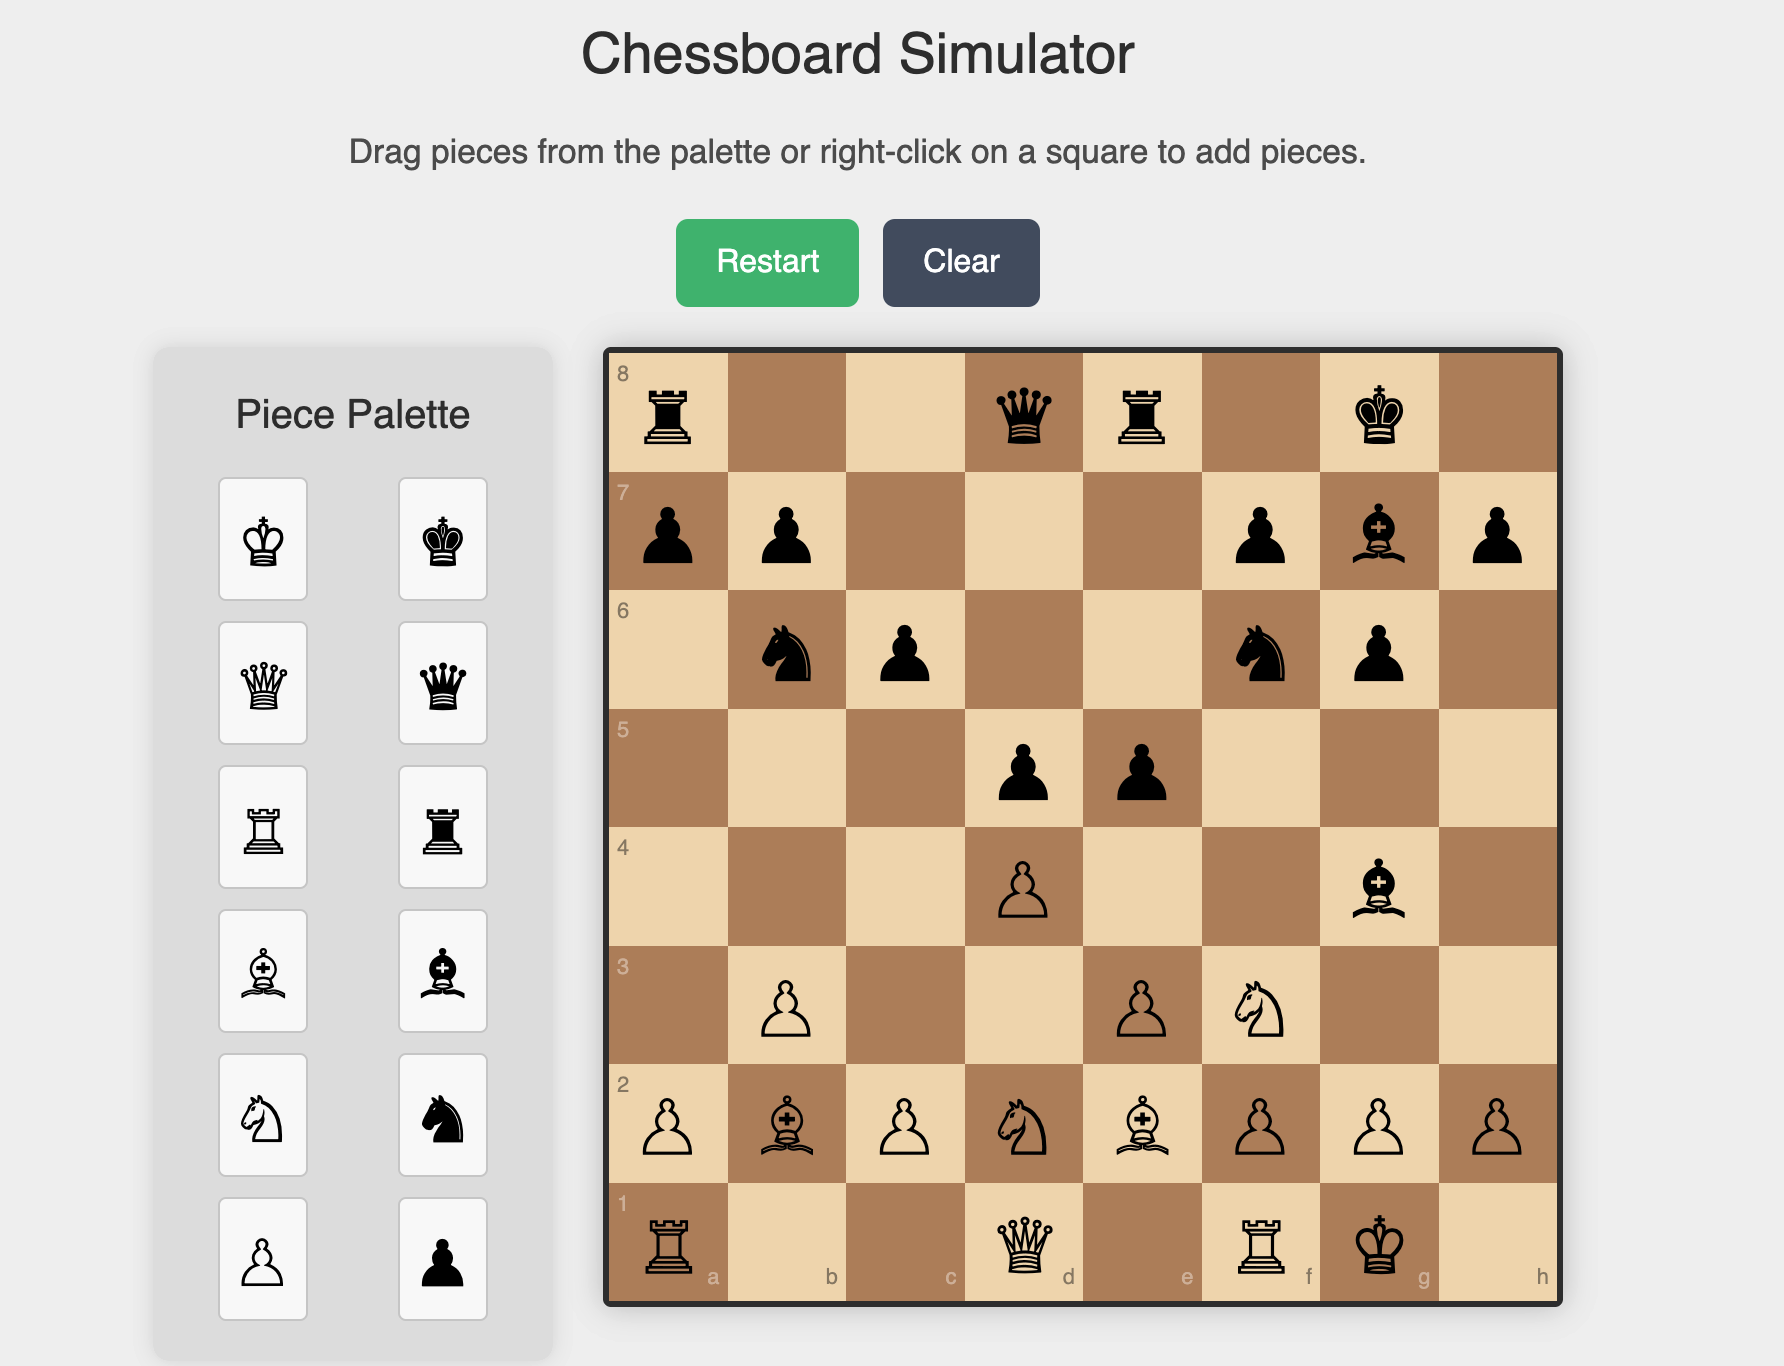 Chessboard Simulator
Drag pieces from the palette or right-click on a square to add pieces.
Restart
Clear
Piece Palette
8
7
6
5
4
3
2
1
a
b
c
d
e
f
g
h